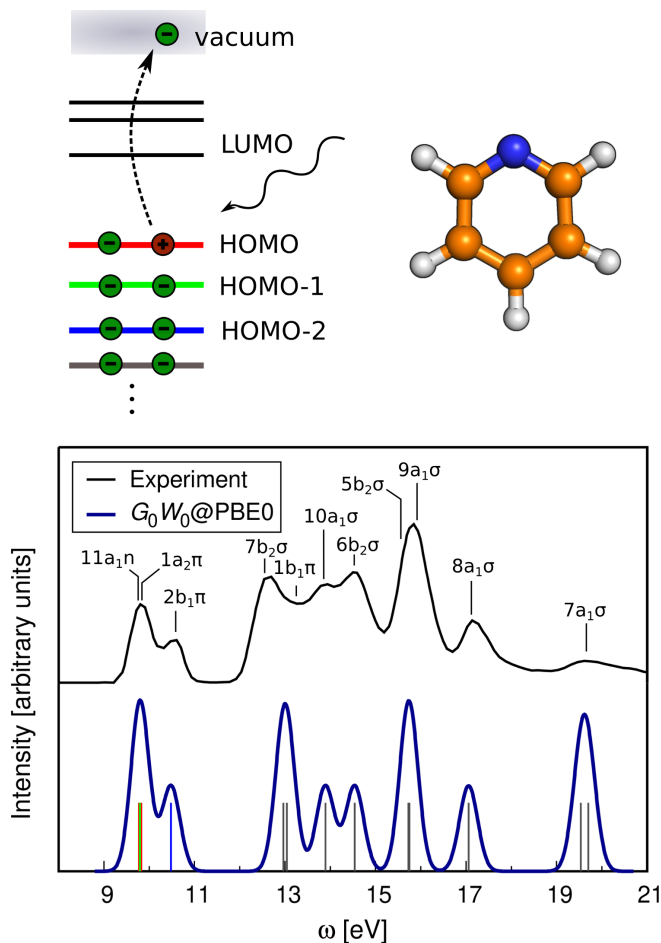 vacuum
LUMO
HOMO
HOMO-1
HOMO-2
Experiment
G₀W₀@PBE0
9a₁σ
5b₂σ
10a₁σ
7b₂σ
6b₂σ
11a₁n
1a₂π
1b₁π
8a₁σ
2b₁π
7a₁σ
Intensity [arbitrary units]
9 11 13 15 17 19 21
ω [eV]